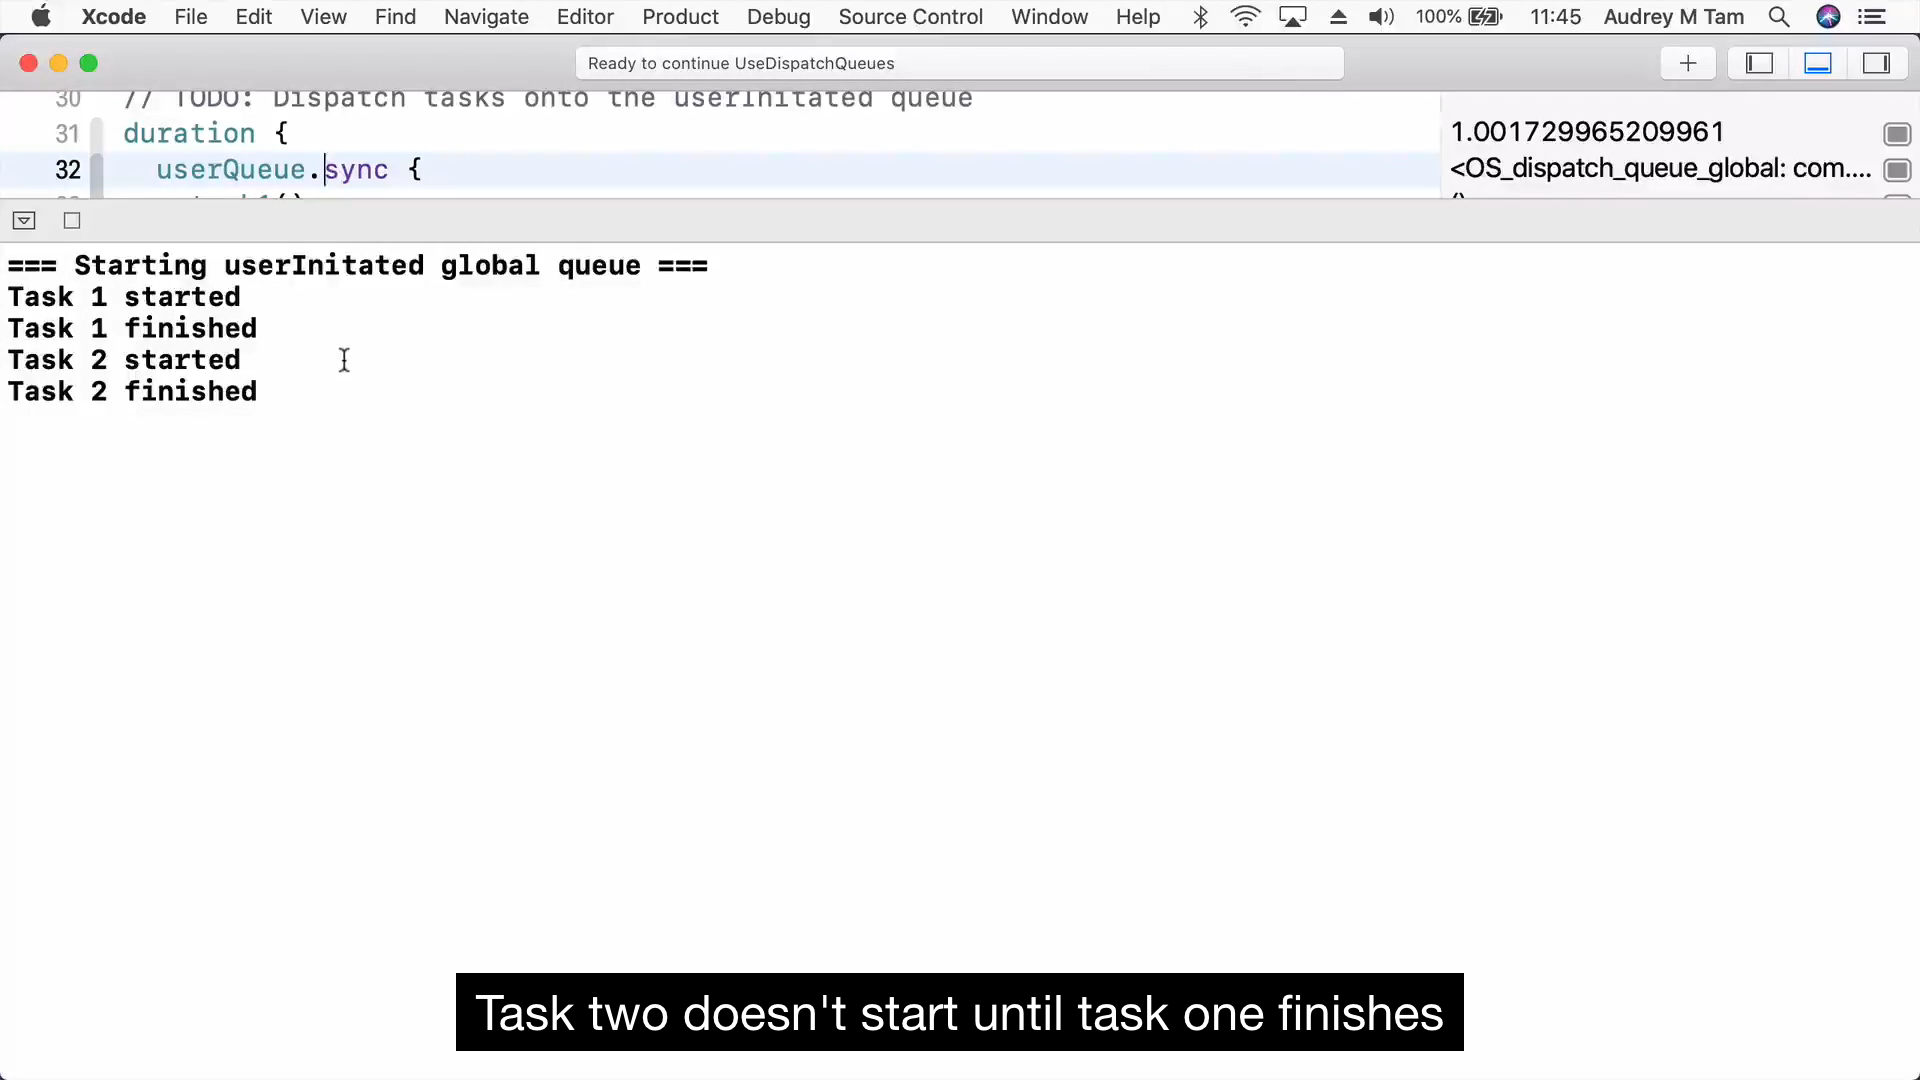 Xcode File Edit View Find Navigate Editor Product Debug Source Control Window Help 100% 11:45 Audrey M Tam
Ready to continue UseDispatchQueues
30 // TODO: Dispatch tasks onto the userInitated queue
31 duration {
1.001729965209961
32 userQueue.sync {
<OS_dispatch_queue_global: com....
=== Starting userInitated global queue ===
Task 1 started
Task 1 finished
Task 2 started
Task 2 finished
Task two doesn't start until task one finishes